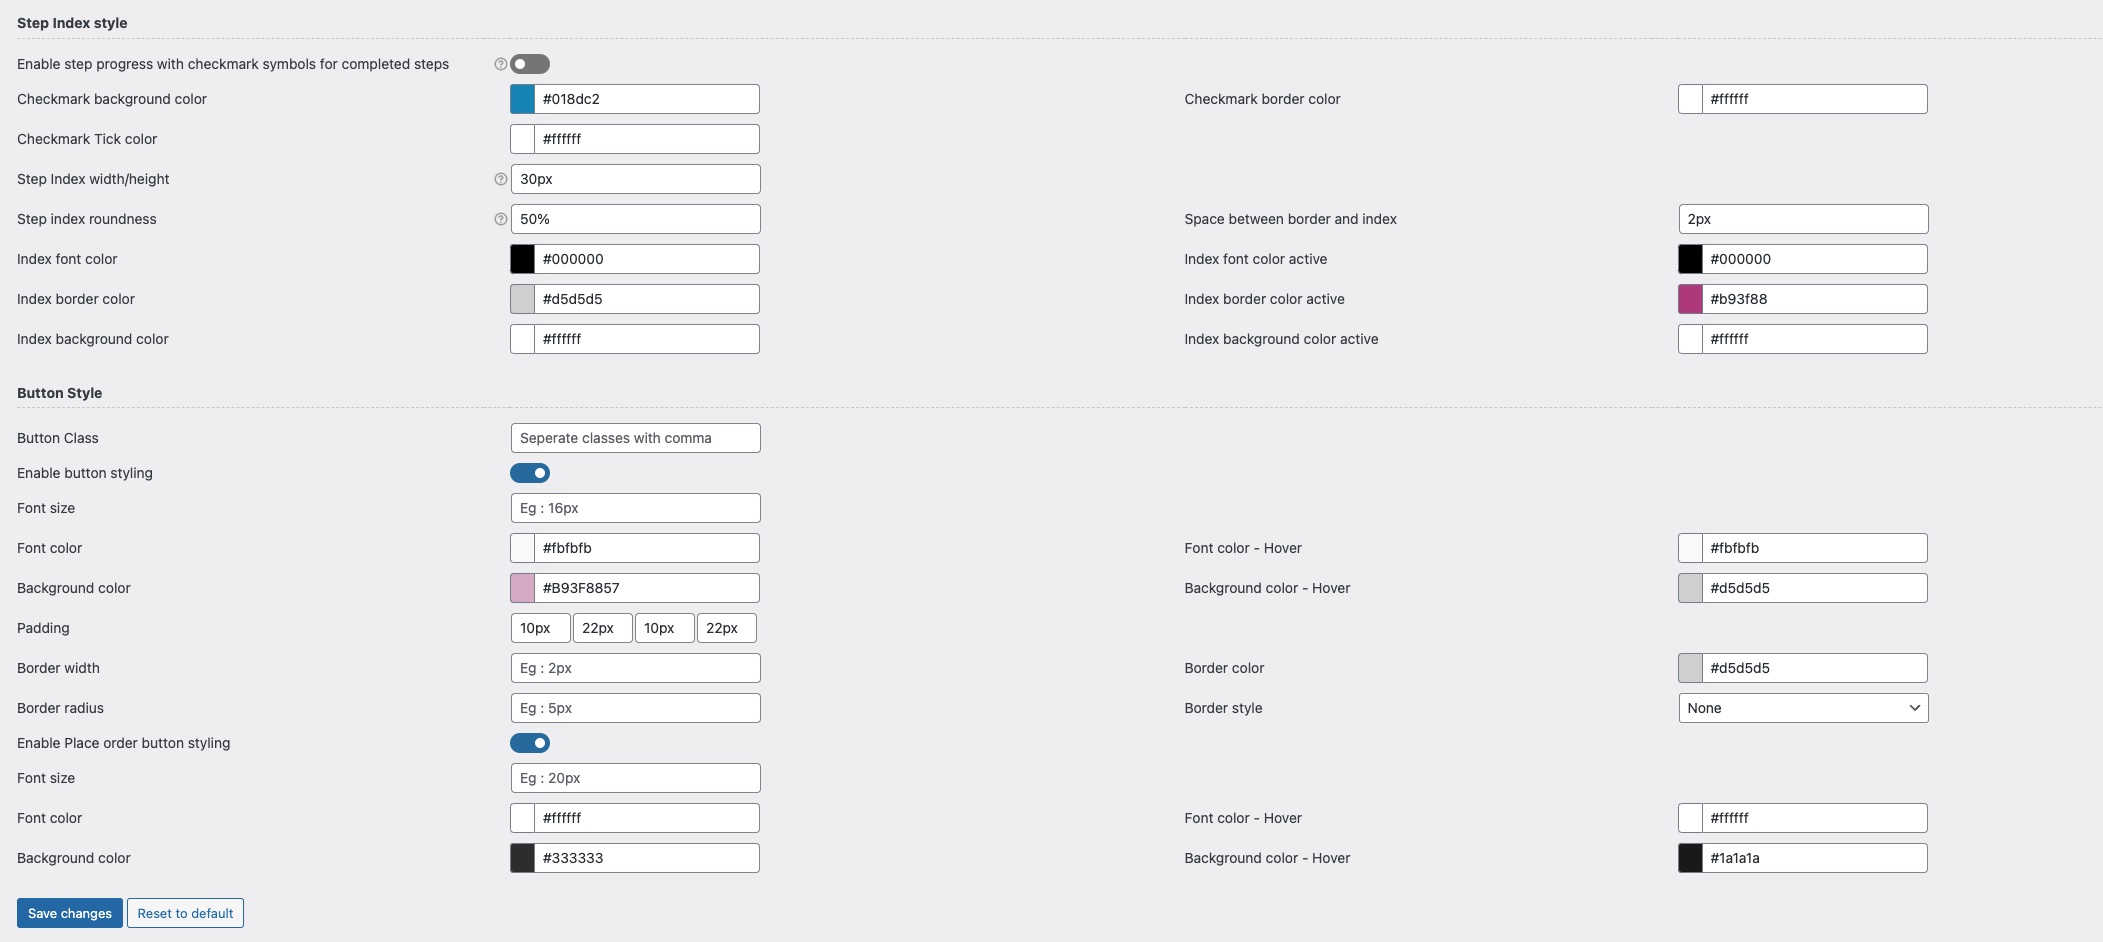 Step Index style
Enable step progress with checkmark symbols for completed steps
Checkmark background color #018dc2 Checkmark border color #ffffff
Checkmark Tick color #ffffff
Step Index width/height 30px
Step index roundness 50% Space between border and index 2px
Index font color #000000 Index font color active #000000
Index border color #d5d5d5 Index border color active #b93f88
Index background color #ffffff Index background color active #ffffff
Button Style
Button Class Seperate classes with comma
Enable button styling
Font size Eg : 16px
Font color #fbfbfb Font color - Hover #fbfbfb
Background color #B93F8857 Background color - Hover #d5d5d5
Padding 10px 22px 10px 22px
Border width Eg : 2px Border color #d5d5d5
Border radius Eg : 5px Border style None
Enable Place order button styling
Font size Eg : 20px
Font color #ffffff Font color - Hover #ffffff
Background color #333333 Background color - Hover #1a1a1a
Save changes Reset to default